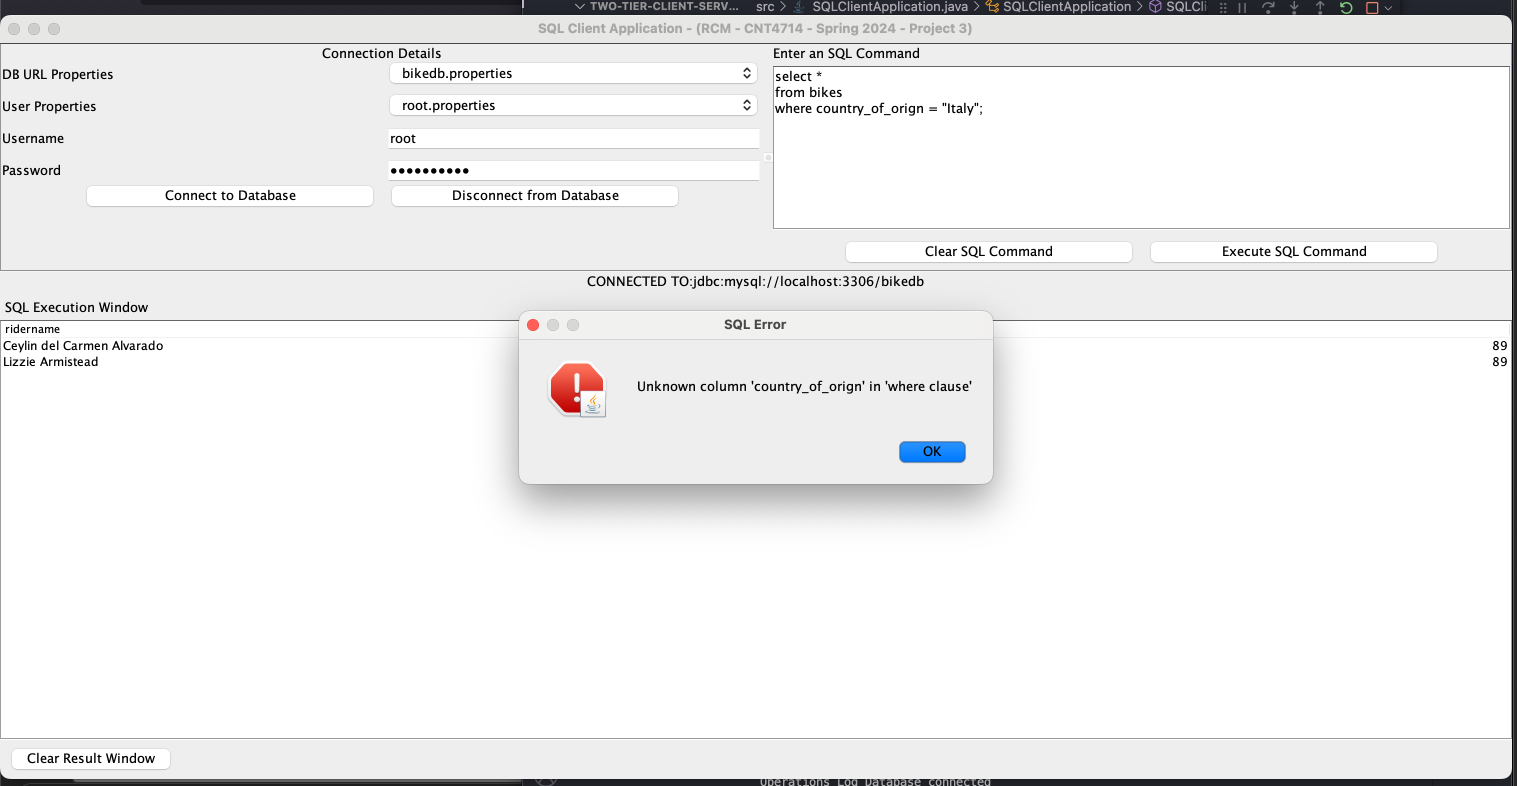 TWO-TIER-CLIENT-SERV... src > SQLClientApplication.java > SQLClientApplication > SQLCli
SQL Client Application - (RCM - CNT4714 - Spring 2024 - Project 3)
Connection Details
DB URL Properties
bikedb.properties
User Properties
root.properties
Username
root
Password
••••••••••
Connect to Database
Disconnect from Database
Enter an SQL Command
select *
from bikes
where country_of_orign = "Italy";
Clear SQL Command
Execute SQL Command
CONNECTED TO:jdbc:mysql://localhost:3306/bikedb
SQL Execution Window
ridername
Ceylin del Carmen Alvarado
89
Lizzie Armistead
89
SQL Error
Unknown column 'country_of_orign' in 'where clause'
OK
Clear Result Window
Operations Log Database connected